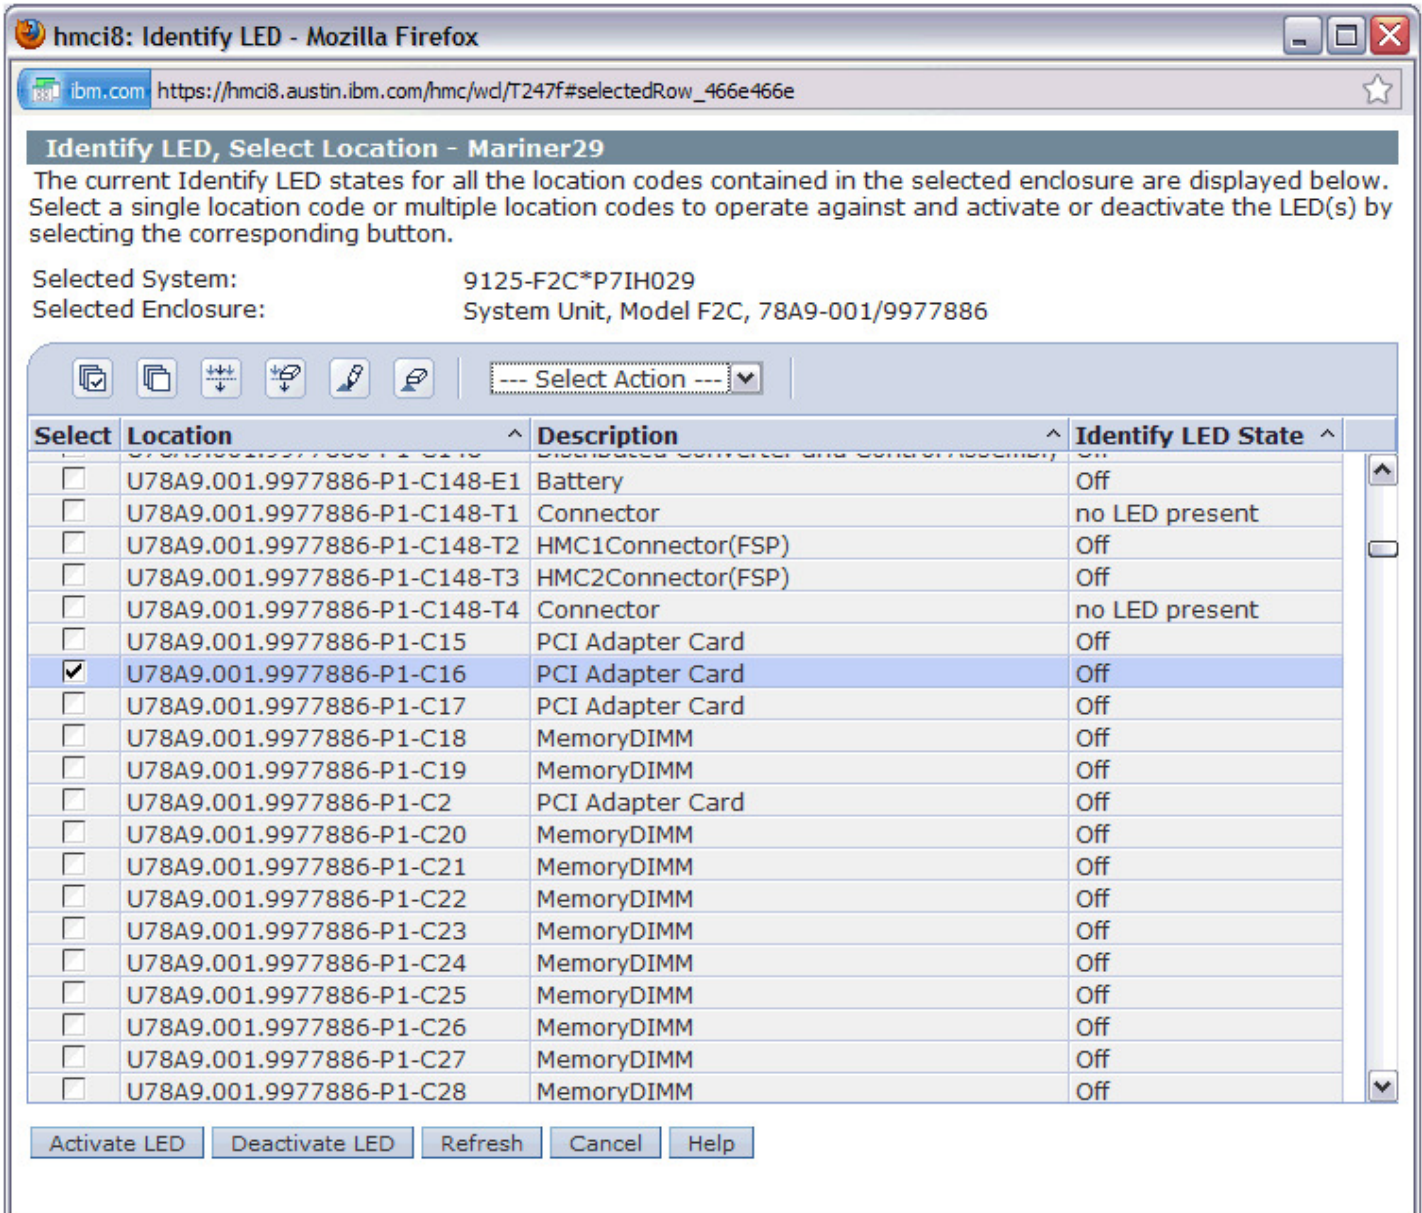 hmci8: Identify LED - Mozilla Firefox
ibm.com https://hmci8.austin.ibm.com/hmc/wcl/T247f#selectedRow_466e466e
Identify LED, Select Location - Mariner29
The current Identify LED states for all the location codes contained in the selected enclosure are displayed below.
Select a single location code or multiple location codes to operate against and activate or deactivate the LED(s) by
selecting the corresponding button.
Selected System: 9125-F2C*P7IH029
Selected Enclosure: System Unit, Model F2C, 78A9-001/9977886
--- Select Action ---
Select Location ^ Description ^ Identify LED State ^
U78A9.001.9977886-P1-C148 Distributed Converter and Control Assembly Off
U78A9.001.9977886-P1-C148-E1 Battery Off
U78A9.001.9977886-P1-C148-T1 Connector no LED present
U78A9.001.9977886-P1-C148-T2 HMC1Connector(FSP) Off
U78A9.001.9977886-P1-C148-T3 HMC2Connector(FSP) Off
U78A9.001.9977886-P1-C148-T4 Connector no LED present
U78A9.001.9977886-P1-C15 PCI Adapter Card Off
U78A9.001.9977886-P1-C16 PCI Adapter Card Off
U78A9.001.9977886-P1-C17 PCI Adapter Card Off
U78A9.001.9977886-P1-C18 MemoryDIMM Off
U78A9.001.9977886-P1-C19 MemoryDIMM Off
U78A9.001.9977886-P1-C2 PCI Adapter Card Off
U78A9.001.9977886-P1-C20 MemoryDIMM Off
U78A9.001.9977886-P1-C21 MemoryDIMM Off
U78A9.001.9977886-P1-C22 MemoryDIMM Off
U78A9.001.9977886-P1-C23 MemoryDIMM Off
U78A9.001.9977886-P1-C24 MemoryDIMM Off
U78A9.001.9977886-P1-C25 MemoryDIMM Off
U78A9.001.9977886-P1-C26 MemoryDIMM Off
U78A9.001.9977886-P1-C27 MemoryDIMM Off
U78A9.001.9977886-P1-C28 MemoryDIMM Off
Activate LED Deactivate LED Refresh Cancel Help